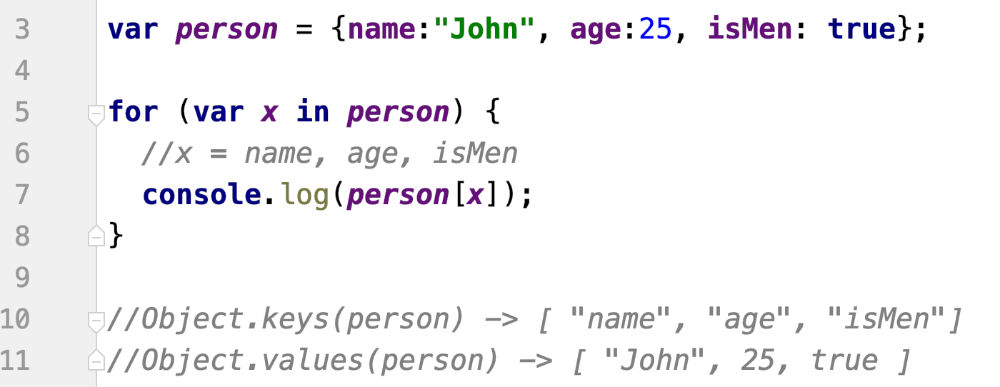 3 var person = {name:"John", age:25, isMen: true};
4
5 for (var x in person) {
6 //x = name, age, isMen
7 console.log(person[x]);
8 }
9
10 //Object.keys(person) -> [ "name", "age", "isMen"]
11 //Object.values(person) -> [ "John", 25, true ]